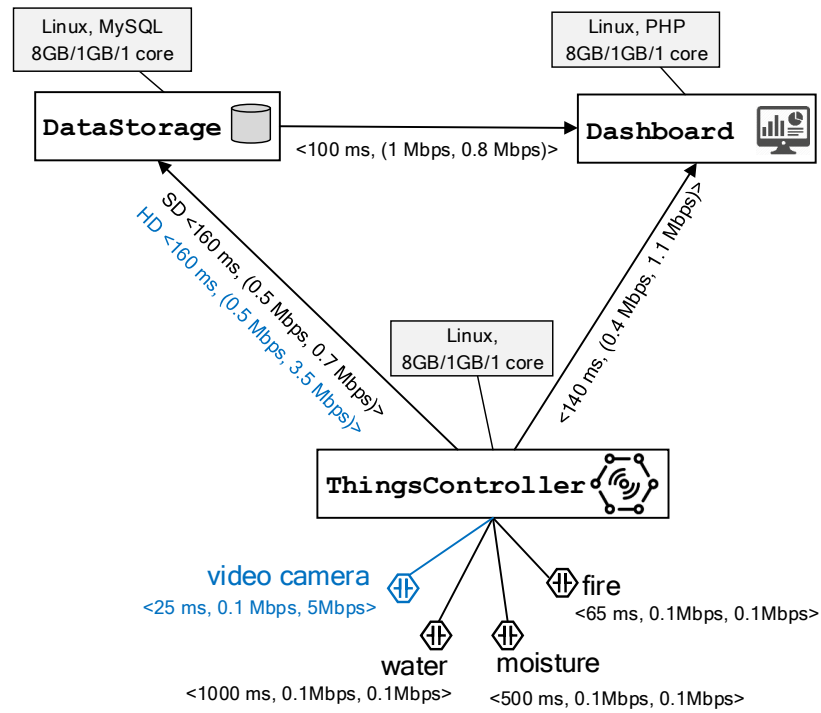 Linux, MySQL
8GB/1GB/1 core
Linux, PHP
8GB/1GB/1 core
DataStorage
Dashboard
<100 ms, (1 Mbps, 0.8 Mbps)>
SD <160 ms, (0.5 Mbps, 0.7 Mbps)>
HD <160 ms, (0.5 Mbps, 3.5 Mbps)>
<140 ms, (0.4 Mbps, 1.1 Mbps)>
Linux,
8GB/1GB/1 core
ThingsController
video camera
<25 ms, 0.1 Mbps, 5Mbps>
fire
<65 ms, 0.1Mbps, 0.1Mbps>
water
<1000 ms, 0.1Mbps, 0.1Mbps>
moisture
<500 ms, 0.1Mbps, 0.1Mbps>